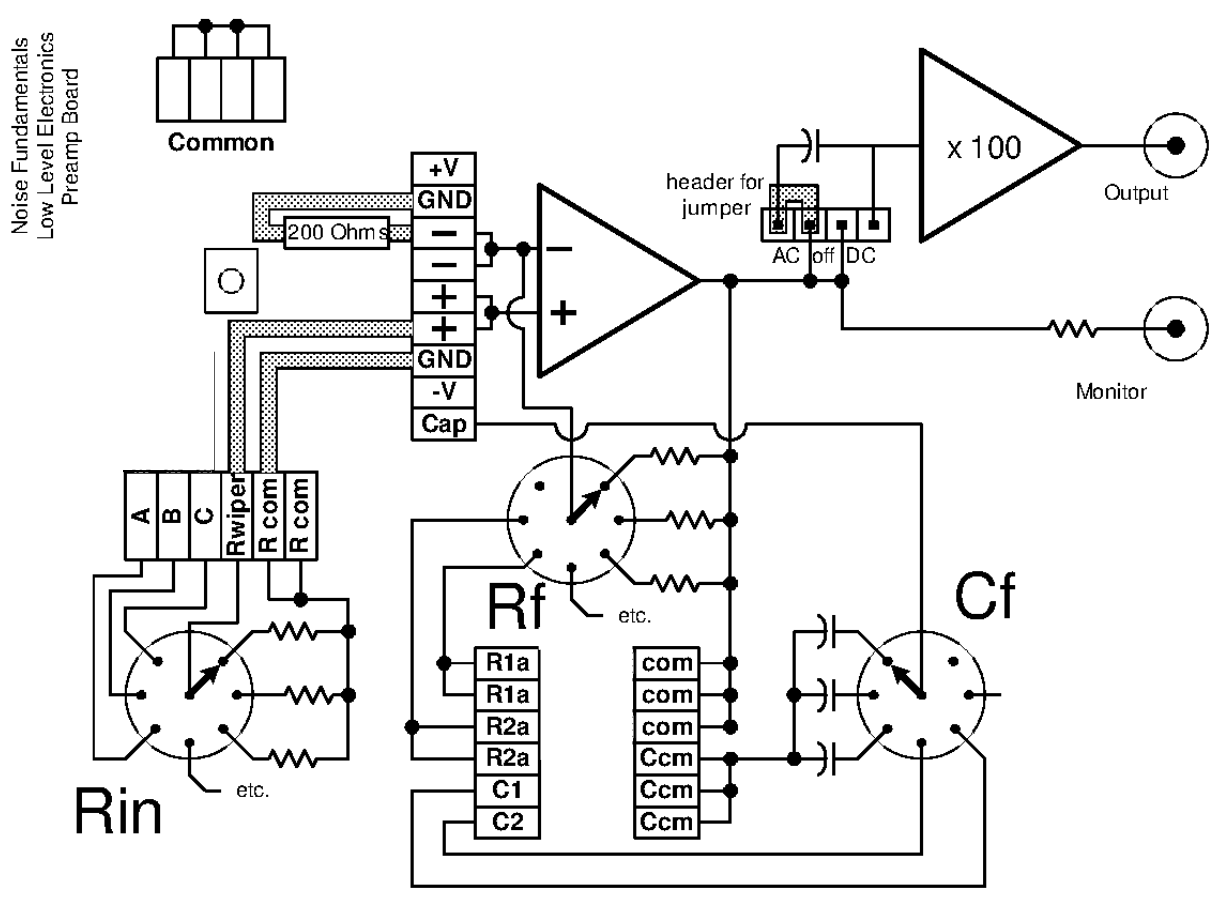 Noise Fundamentals
Low Level Electronics
Preamp Board
Common
+V
GND
200 Ohms
−
−
+
+
GND
-V
Cap
−
+
header for
jumper
AC off DC
x 100
Output
Monitor
A
B
C
Rwiper
R com
R com
Rin
etc.
Rf
etc.
R1a
R1a
R2a
R2a
C1
C2
com
com
com
Ccm
Ccm
Ccm
Cf